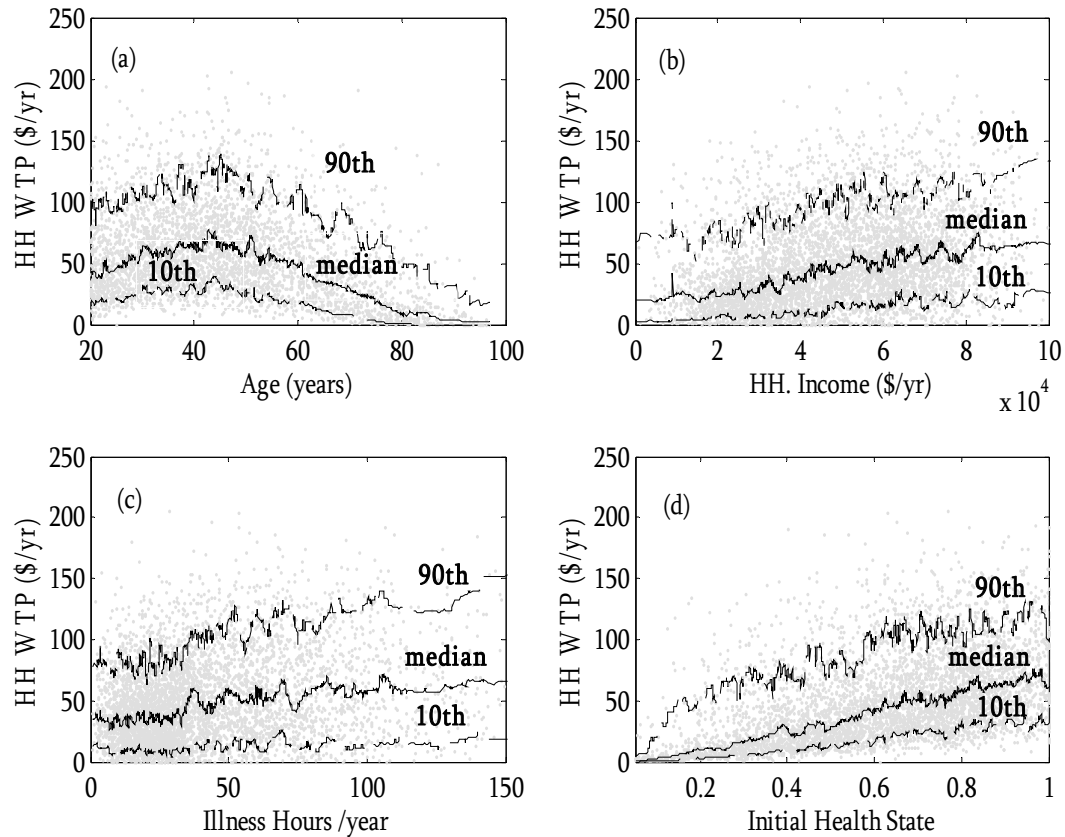 250
200
150
100
50
0
HH WTP ($/yr)
(a)
90th
median
10th
20
40
60
80
100
Age (years)
250
200
150
100
50
0
HH WTP ($/yr)
(b)
90th
median
10th
0
2
4
6
8
10
HH. Income ($/yr)
x 10^4
250
200
150
100
50
0
HH WTP ($/yr)
(c)
90th
median
10th
0
50
100
150
Illness Hours /year
250
200
150
100
50
0
HH WTP ($/yr)
(d)
90th
median
10th
0.2
0.4
0.6
0.8
1
Initial Health State